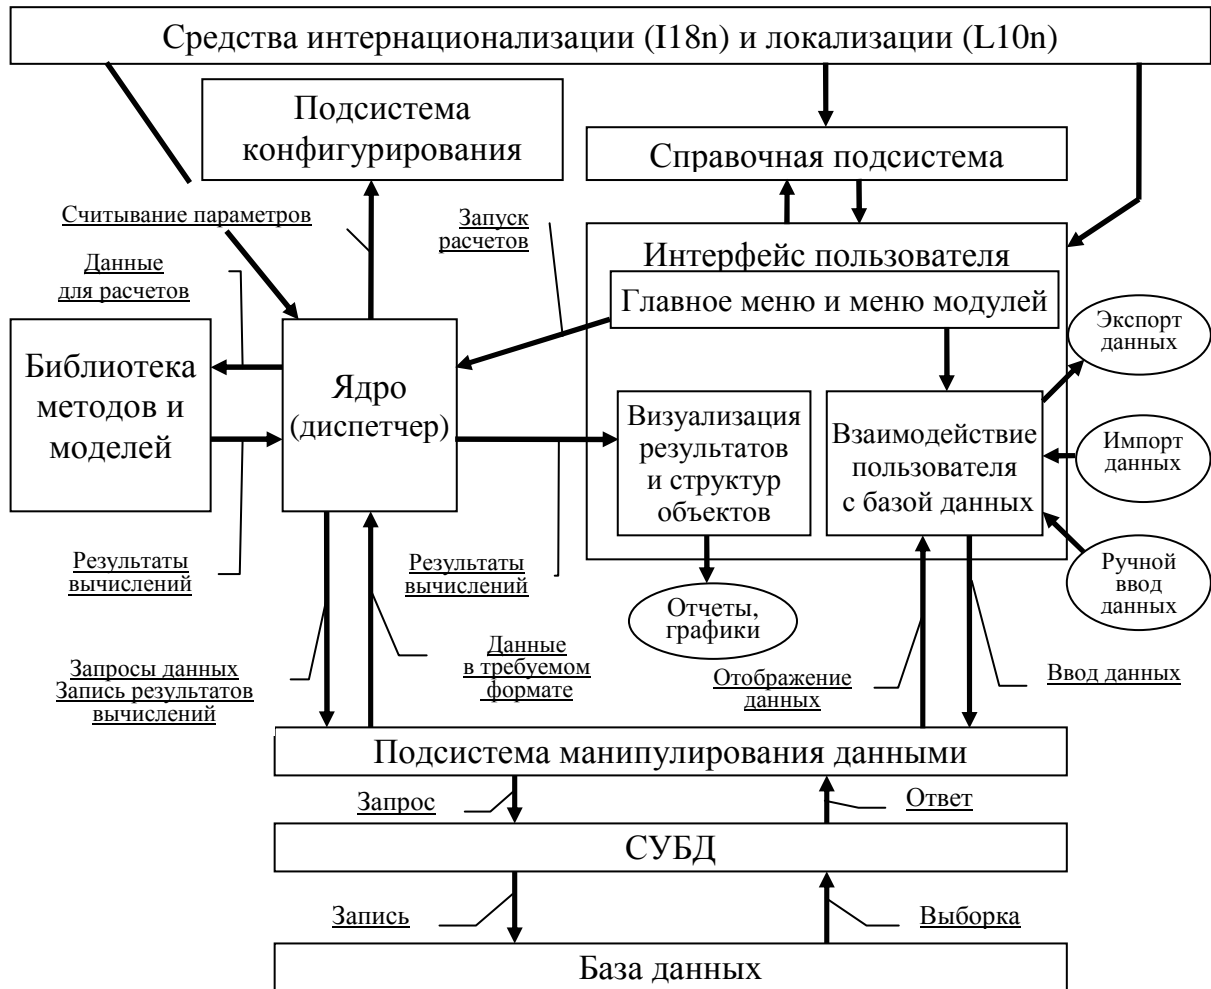 Средства интернационализации (I18n) и локализации (L10n)
Подсистема
конфигурирования
Справочная подсистема
Считывание параметров
Запуск
расчетов
Интерфейс пользователя
Главное меню и меню модулей
Данные
для расчетов
Экспорт
данных
Библиотека
методов и
моделей
Ядро
(диспетчер)
Визуализация
результатов
и структур
объектов
Взаимодействие
пользователя
с базой данных
Импорт
данных
Ручной
ввод
данных
Результаты
вычислений
Результаты
вычислений
Отчеты,
графики
Запросы данных
Запись результатов
вычислений
Данные
в требуемом
формате
Отображение
данных
Ввод данных
Подсистема манипулирования данными
Запрос
Ответ
СУБД
Запись
Выборка
База данных